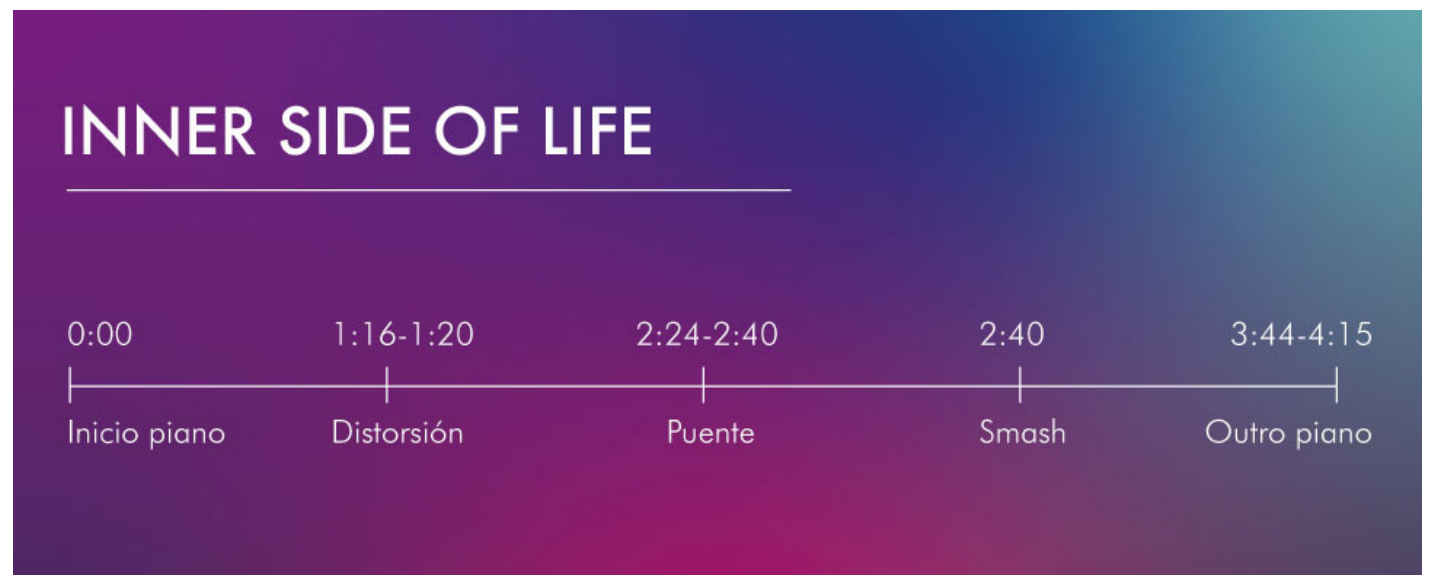 INNER SIDE OF LIFE
0:00 1:16-1:20 2:24-2:40 2:40 3:44-4:15
Inicio piano Distorsión Puente Smash Outro piano